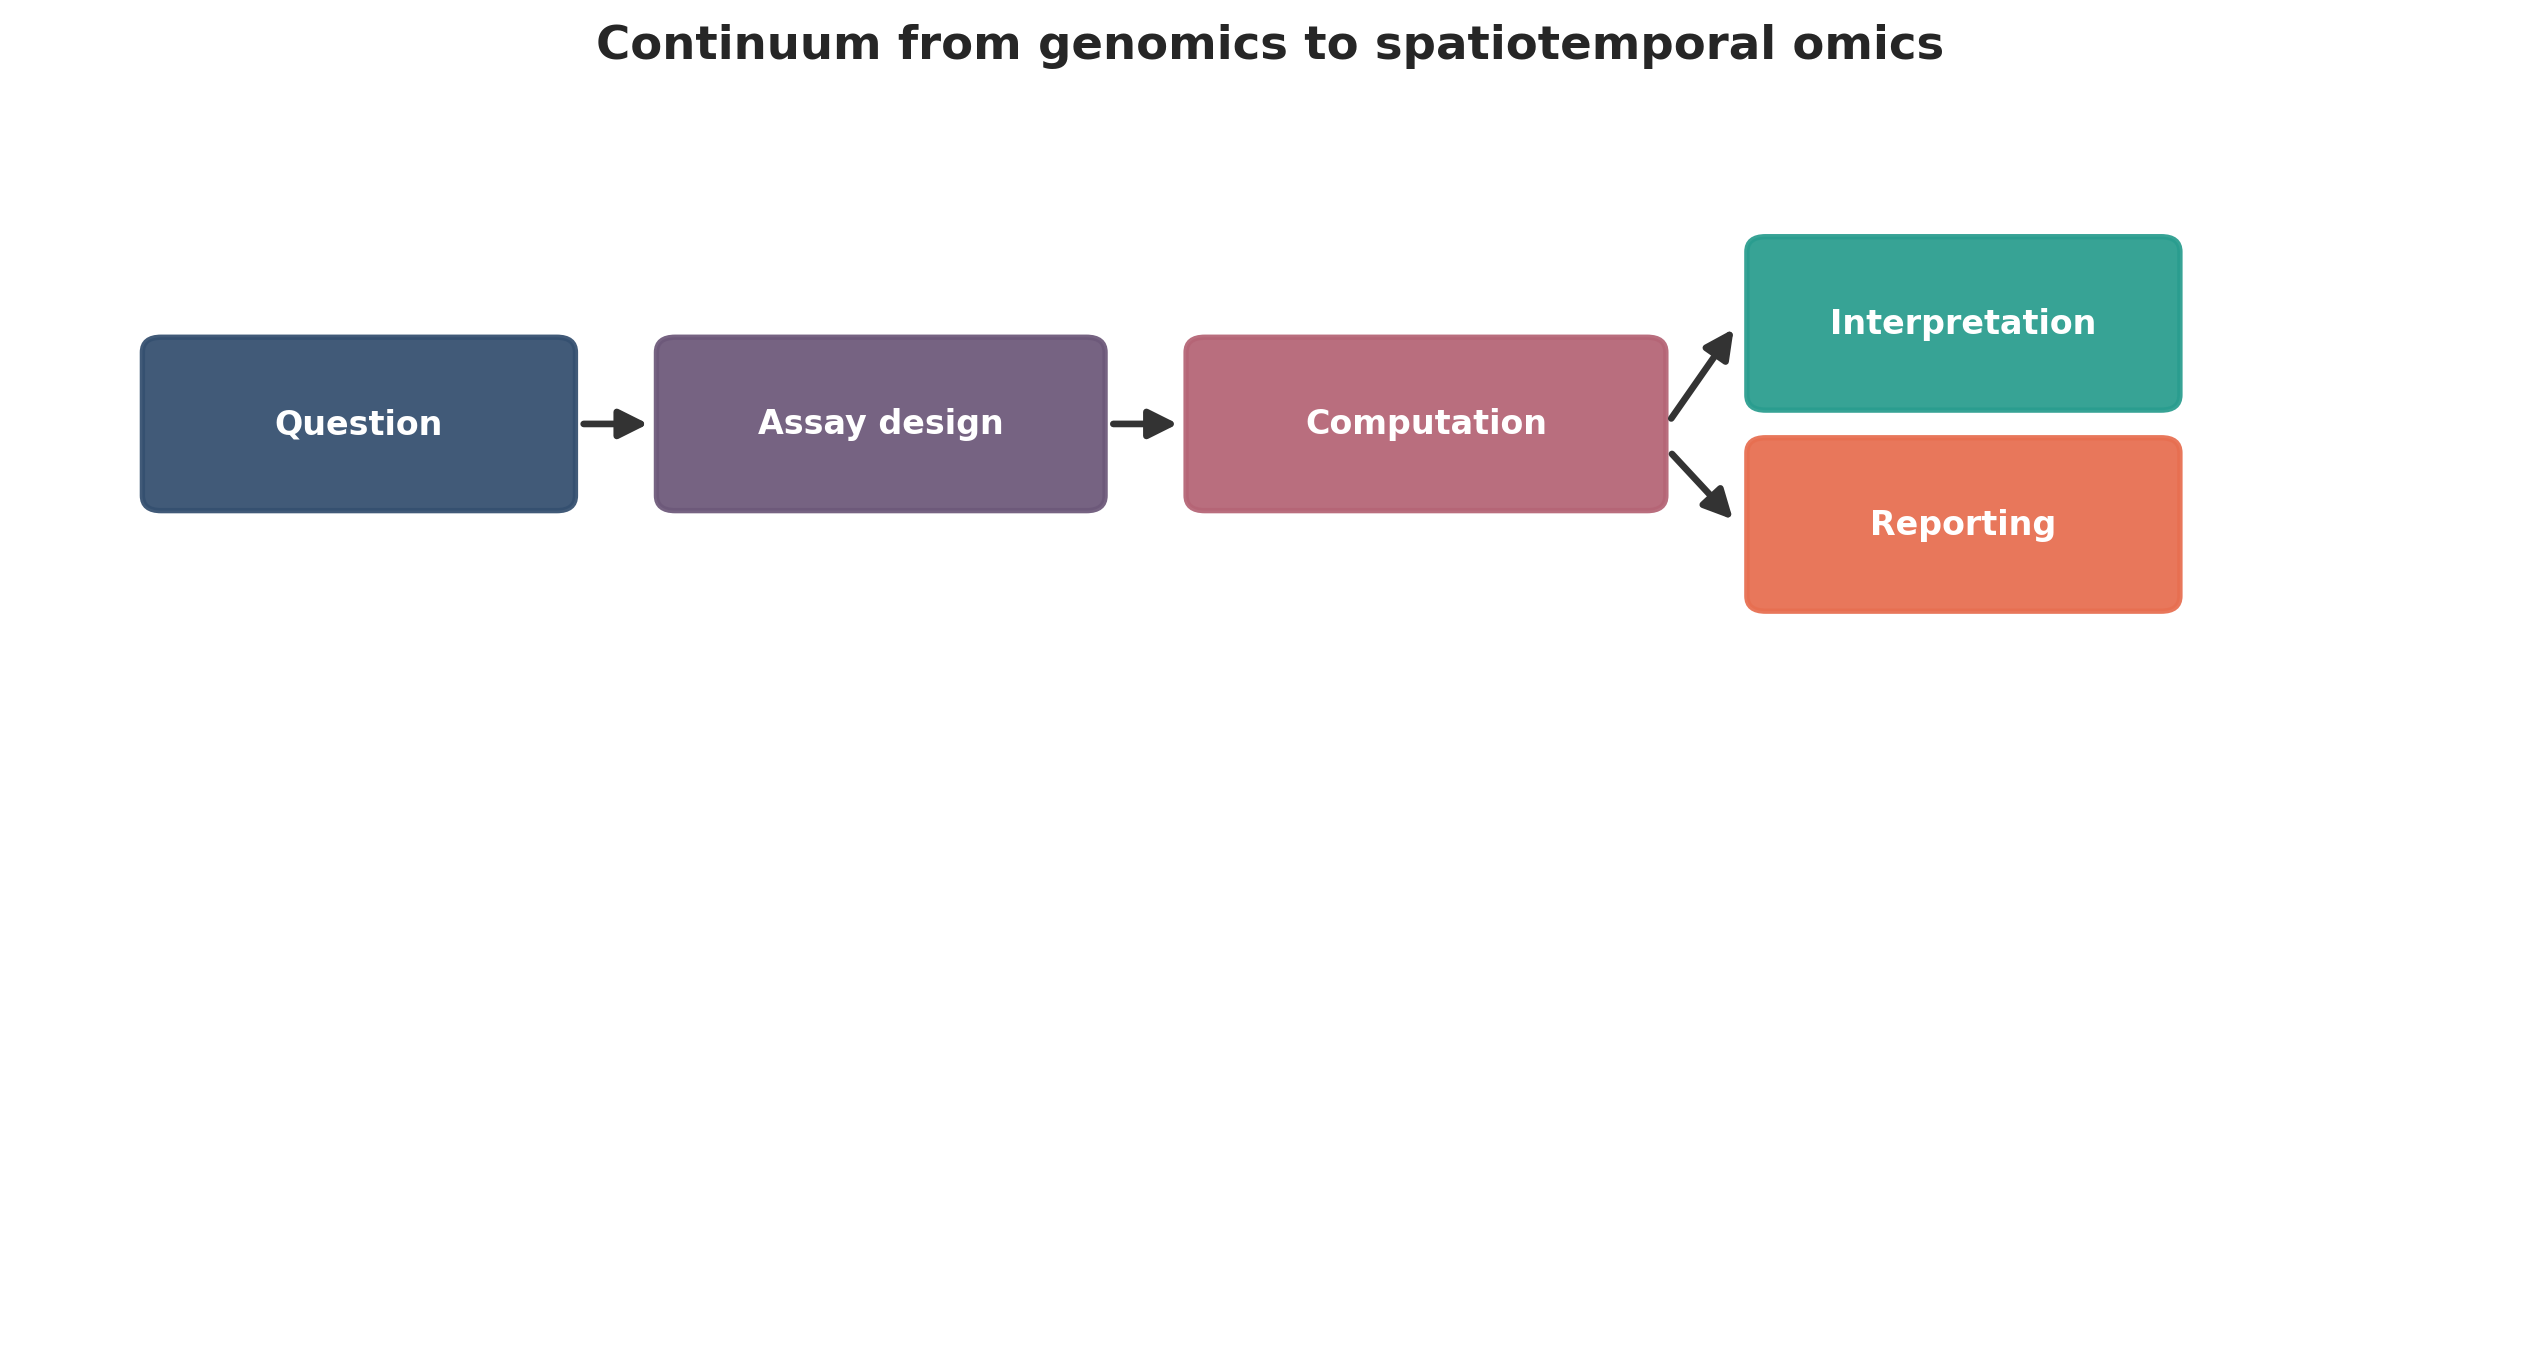 Continuum from genomics to spatiotemporal omics
Question
Assay design
Computation
Interpretation
Reporting